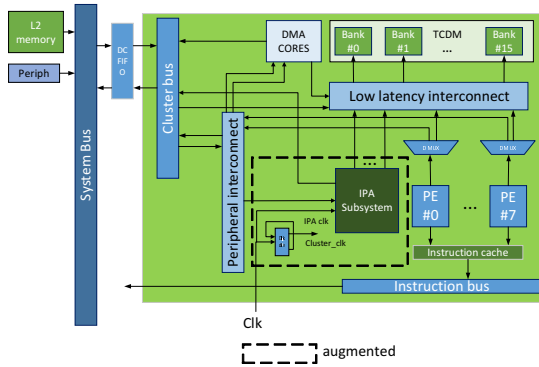 L2
memory
Periph
System Bus
DC
FIF
O
Cluster bus
DMA
CORES
Bank
#0
Bank
#1
TCDM
...
Bank
#15
Low latency interconnect
Peripheral interconnect
...
IPA
Subsystem
IPA clk
Cluster_clk
DMUX
DMUX
PE
#0
...
PE
#7
Instruction cache
Instruction bus
Clk
augmented